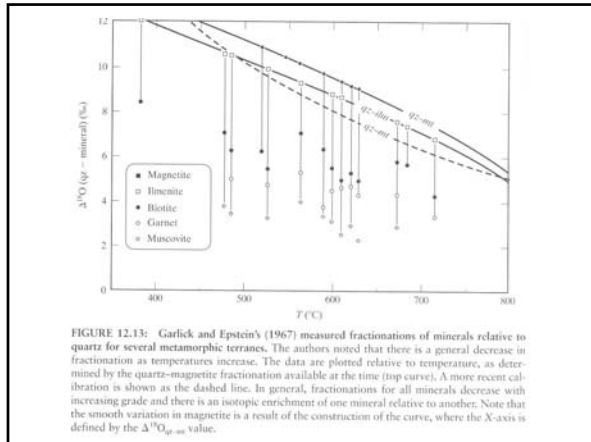 12
10
8
6
4
2
0
Δ¹⁸O (qz – mineral) (‰)
qz-mt
qz-ilm
qz-mt
Magnetite
Ilmenite
Biotite
Garnet
Muscovite
400
500
600
700
800
T (°C)
FIGURE 12.13: Garlick and Epstein's (1967) measured fractionations of minerals relative to
quartz for several metamorphic terranes. The authors noted that there is a general decrease in
fractionation as temperatures increase. The data are plotted relative to temperature, as deter-
mined by the quartz–magnetite fractionation available at the time (top curve). A more recent cal-
ibration is shown as the dashed line. In general, fractionations for all minerals decrease with
increasing grade and there is an isotopic enrichment of one mineral relative to another. Note that
the smooth variation in magnetite is a result of the construction of the curve, where the X-axis is
defined by the Δ¹⁸O value.